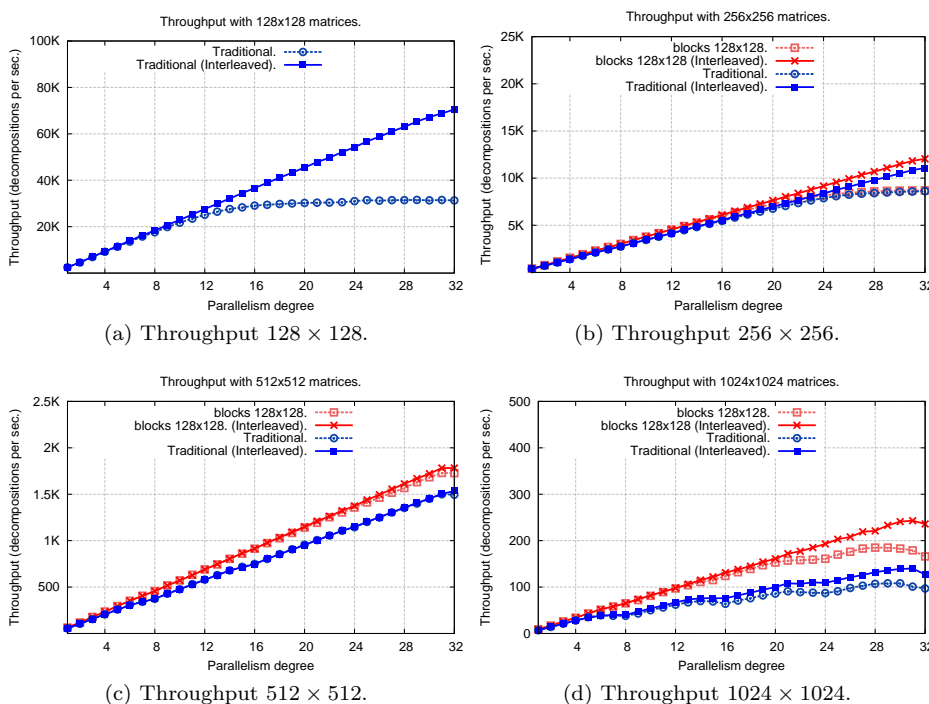 Throughput with 128x128 matrices.
Throughput (decompositions per sec.)
100K
80K
60K
40K
20K
4 8 12 16 20 24 28 32
Parallelism degree
Traditional.
Traditional (Interleaved).
(a) Throughput 128 × 128.
Throughput with 256x256 matrices.
Throughput (decompositions per sec.)
25K
20K
15K
10K
5K
4 8 12 16 20 24 28 32
Parallelism degree
blocks 128x128.
blocks 128x128 (Interleaved).
Traditional.
Traditional (Interleaved).
(b) Throughput 256 × 256.
Throughput with 512x512 matrices.
Throughput (decompositions per sec.)
2.5K
2K
1.5K
1K
500
4 8 12 16 20 24 28 32
Parallelism degree
blocks 128x128.
blocks 128x128. (Interleaved).
Traditional.
Traditional (Interleaved).
(c) Throughput 512 × 512.
Throughput with 1024x1024 matrices.
Throughput (decompositions per sec.)
500
400
300
200
100
0
4 8 12 16 20 24 28 32
Parallelism degree
blocks 128x128.
blocks 128x128 (Interleaved).
Traditional.
Traditional (Interleaved).
(d) Throughput 1024 × 1024.